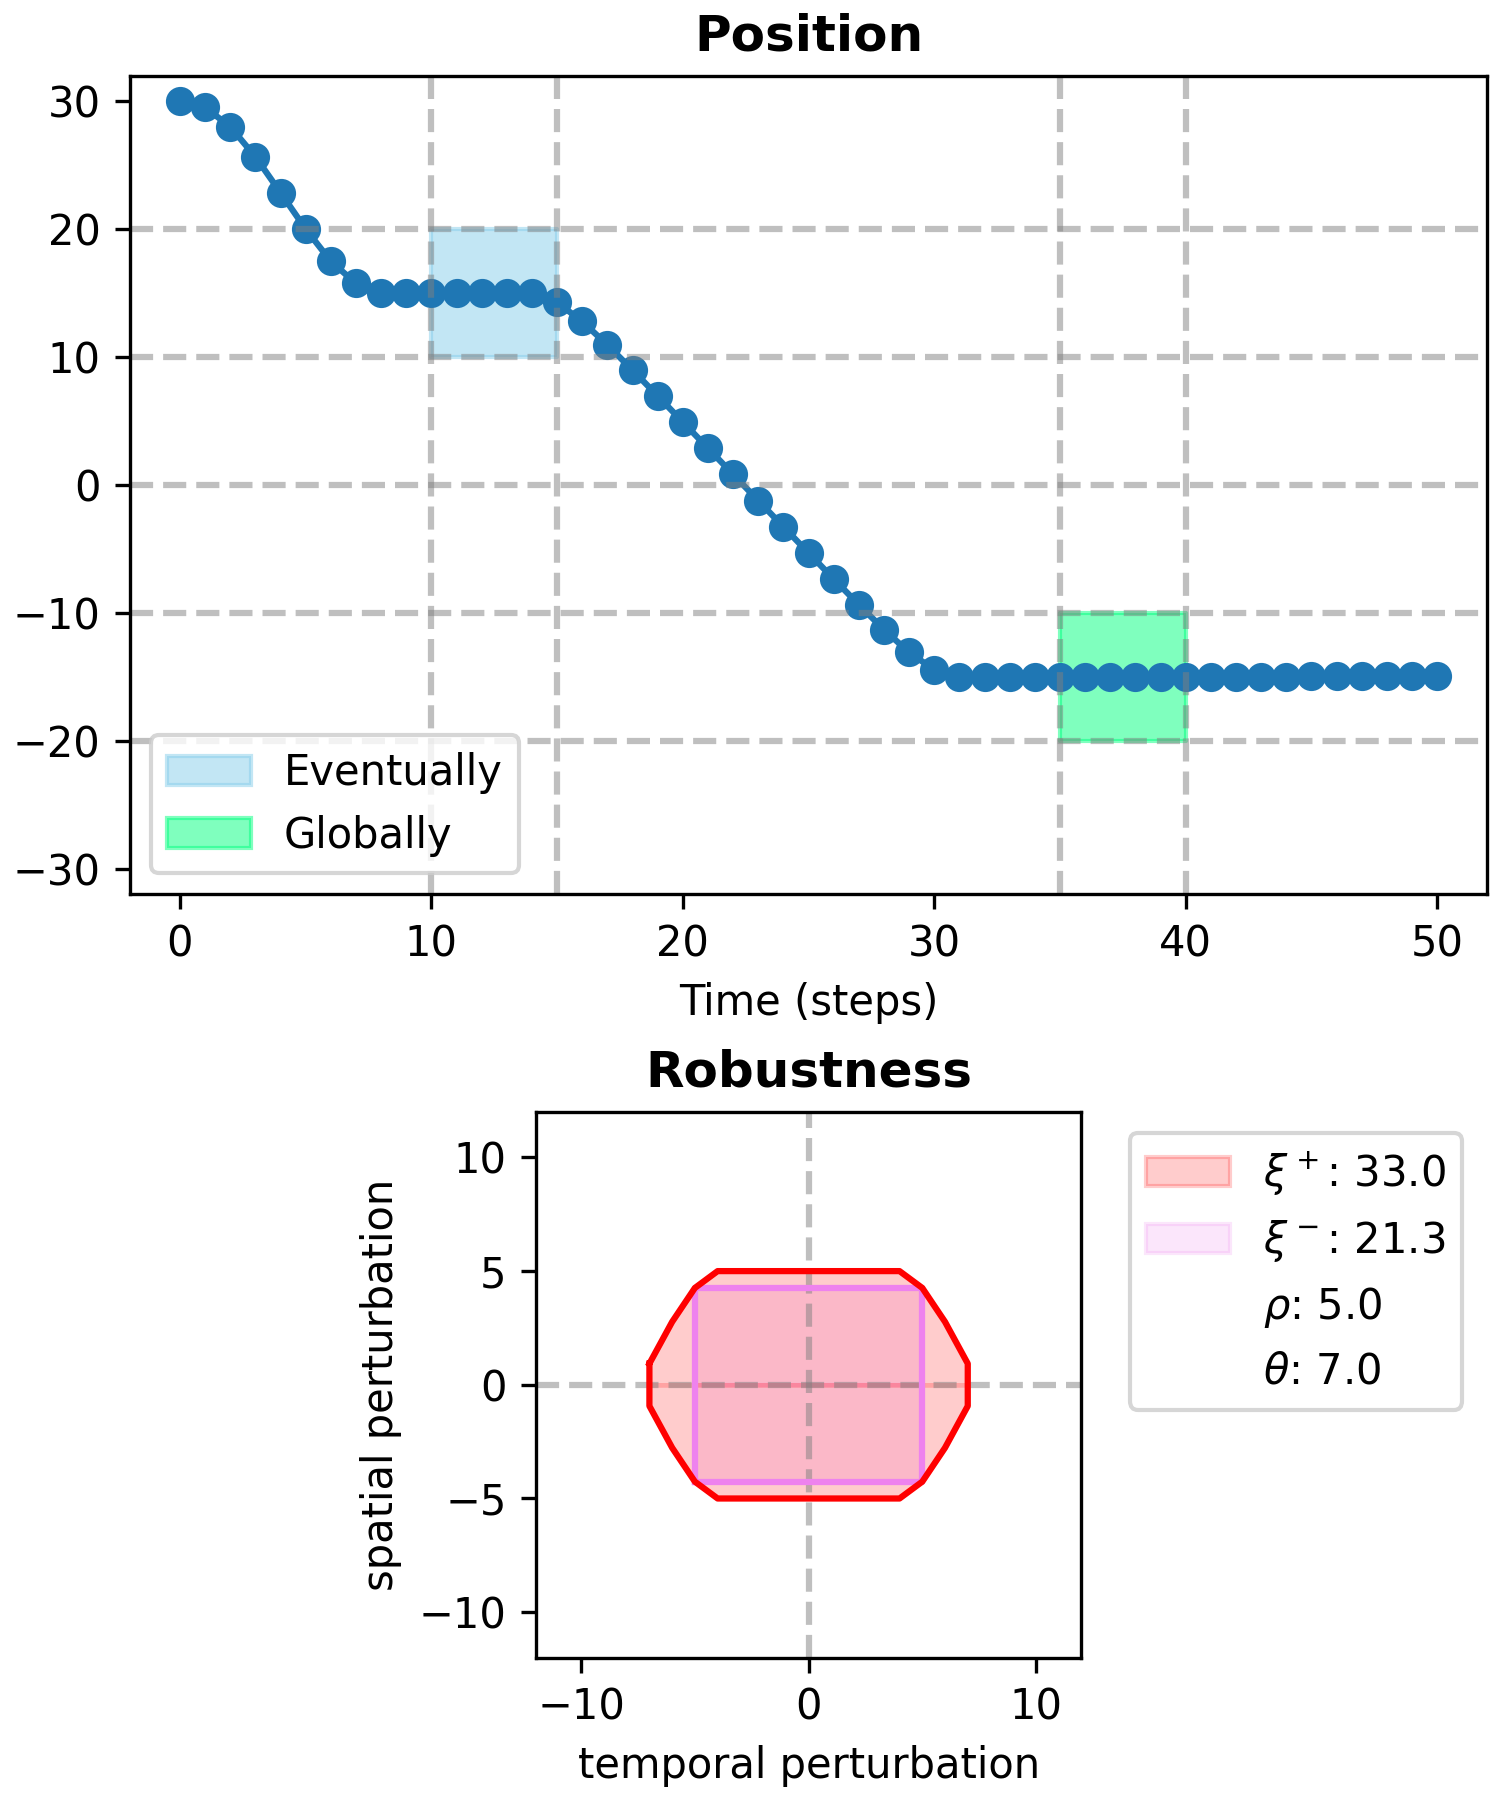 Position
30
20
10
0
−10
−20
−30
Eventually
Globally
0 10 20 30 40 50
Time (steps)
Robustness
spatial perturbation
10
5
0
−5
−10
−10 0 10
temporal perturbation
ξ⁺: 33.0
ξ⁻: 21.3
ρ: 5.0
θ: 7.0